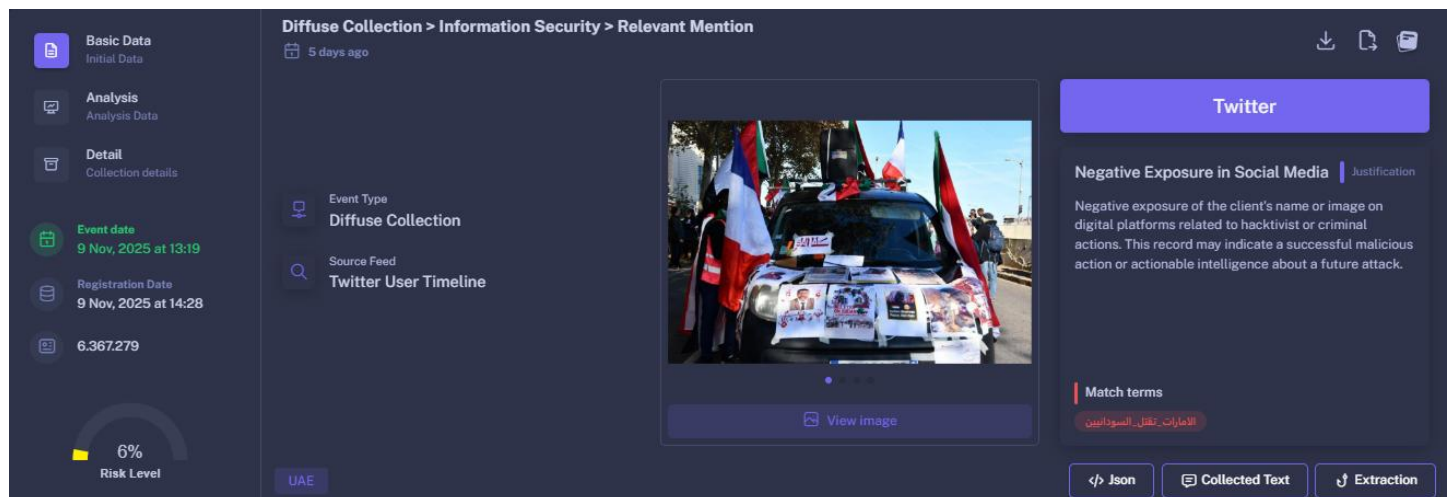 Basic Data
Initial Data
Analysis
Analysis Data
Detail
Collection details
Event date
9 Nov, 2025 at 13:19
Registration Date
9 Nov, 2025 at 14:28
6.367.279
6%
Risk Level
Diffuse Collection > Information Security > Relevant Mention
5 days ago
Event Type
Diffuse Collection
Source Feed
Twitter User Timeline
UAE
View image
Twitter
Negative Exposure in Social Media
Justification
Negative exposure of the client's name or image on
digital platforms related to hacktivist or criminal
actions. This record may indicate a successful malicious
action or actionable intelligence about a future attack.
Match terms
الامارات_تقتل_السودانيين
</> Json
Collected Text
Extraction